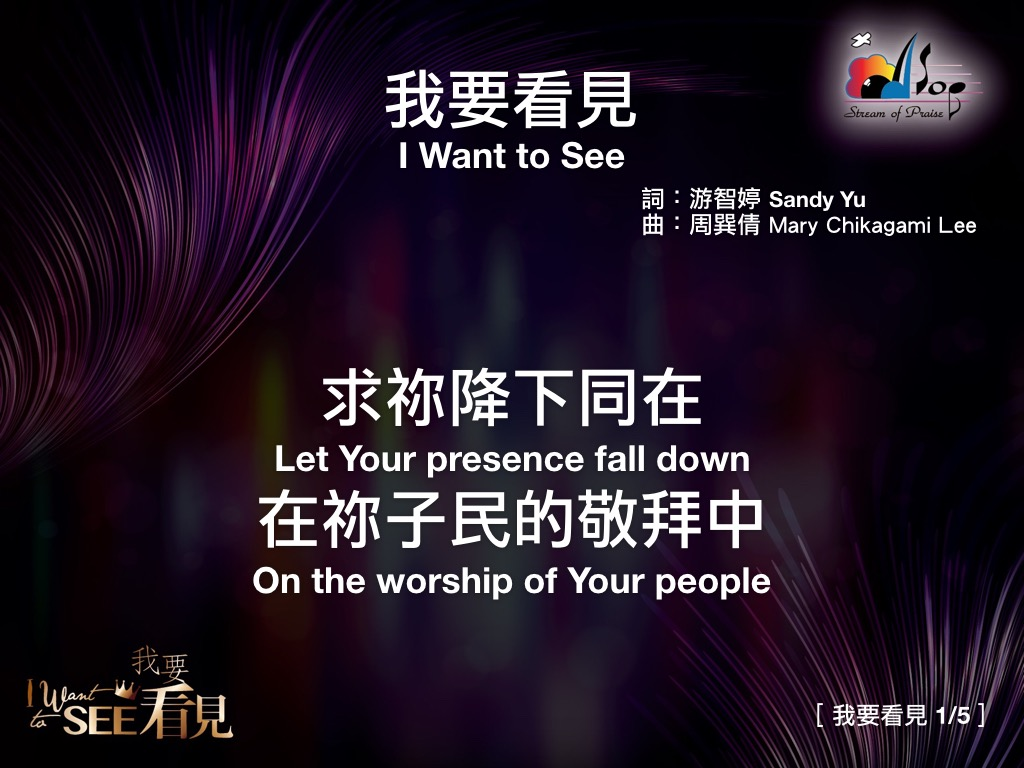 SOP
Stream of Praise
我要看見
I Want to See
詞：游智婷 Sandy Yu
曲：周巽倩 Mary Chikagami Lee
求祢降下同在
Let Your presence fall down
在祢子民的敬拜中
On the worship of Your people
我要
I Want
to SEE 看見
[ 我要看見 1/5 ]